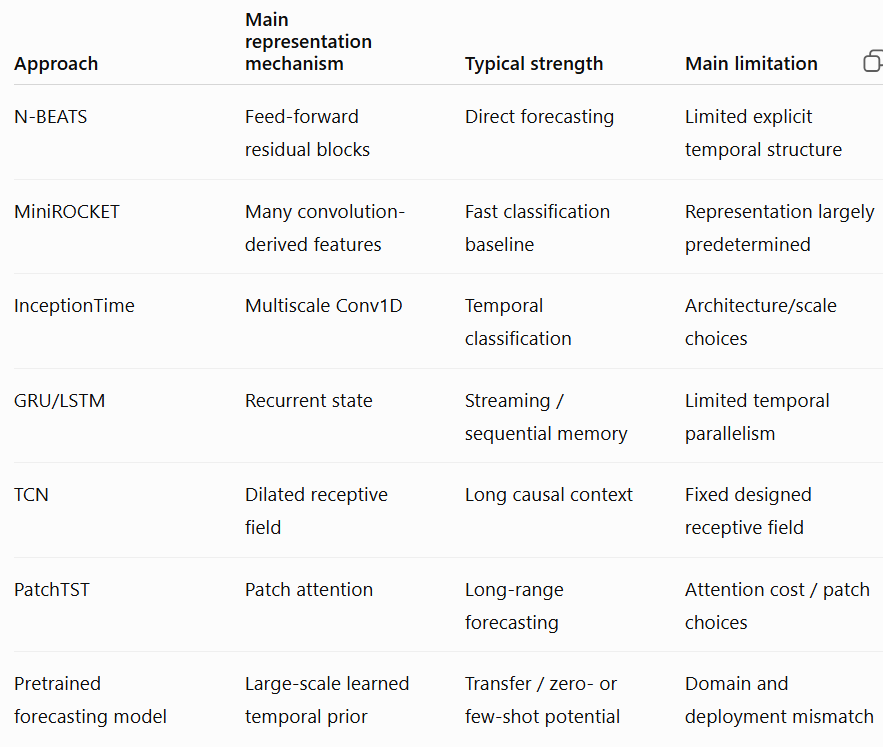 Approach
Main
representation
mechanism
Typical strength
Main limitation
N-BEATS
Feed-forward
residual blocks
Direct forecasting
Limited explicit
temporal structure
MiniROCKET
Many convolution-
derived features
Fast classification
baseline
Representation largely
predetermined
InceptionTime
Multiscale Conv1D
Temporal
classification
Architecture/scale
choices
GRU/LSTM
Recurrent state
Streaming /
sequential memory
Limited temporal
parallelism
TCN
Dilated receptive
field
Long causal context
Fixed designed
receptive field
PatchTST
Patch attention
Long-range
forecasting
Attention cost / patch
choices
Pretrained
forecasting model
Large-scale learned
temporal prior
Transfer / zero- or
few-shot potential
Domain and
deployment mismatch